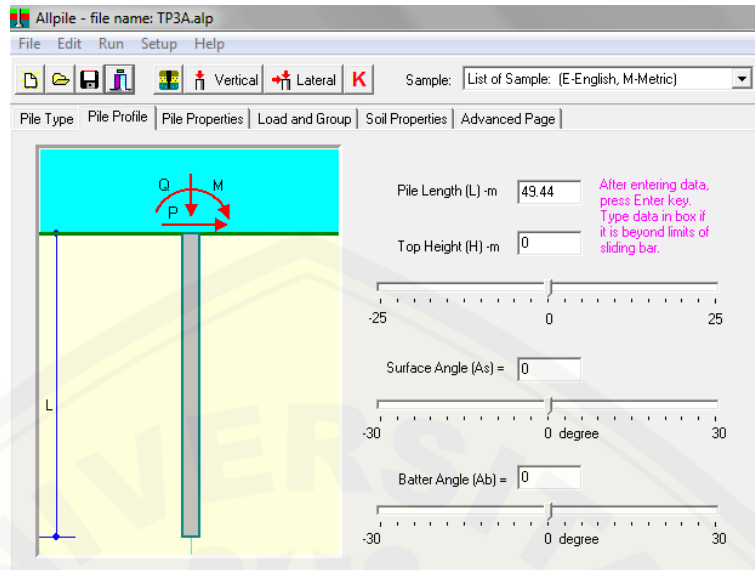 Allpile - file name: TP3A.alp
File Edit Run Setup Help
Vertical Lateral K Sample: List of Sample: (E-English, M-Metric)
Pile Type Pile Profile Pile Properties Load and Group Soil Properties Advanced Page
Q M
P
L
Pile Length (L) -m 49.44
Top Height (H) -m 0
After entering data,
press Enter key.
Type data in box if
it is beyond limits of
sliding bar.
-25 0 25
Surface Angle (As) = 0
-30 0 degree 30
Batter Angle (Ab) = 0
-30 0 degree 30